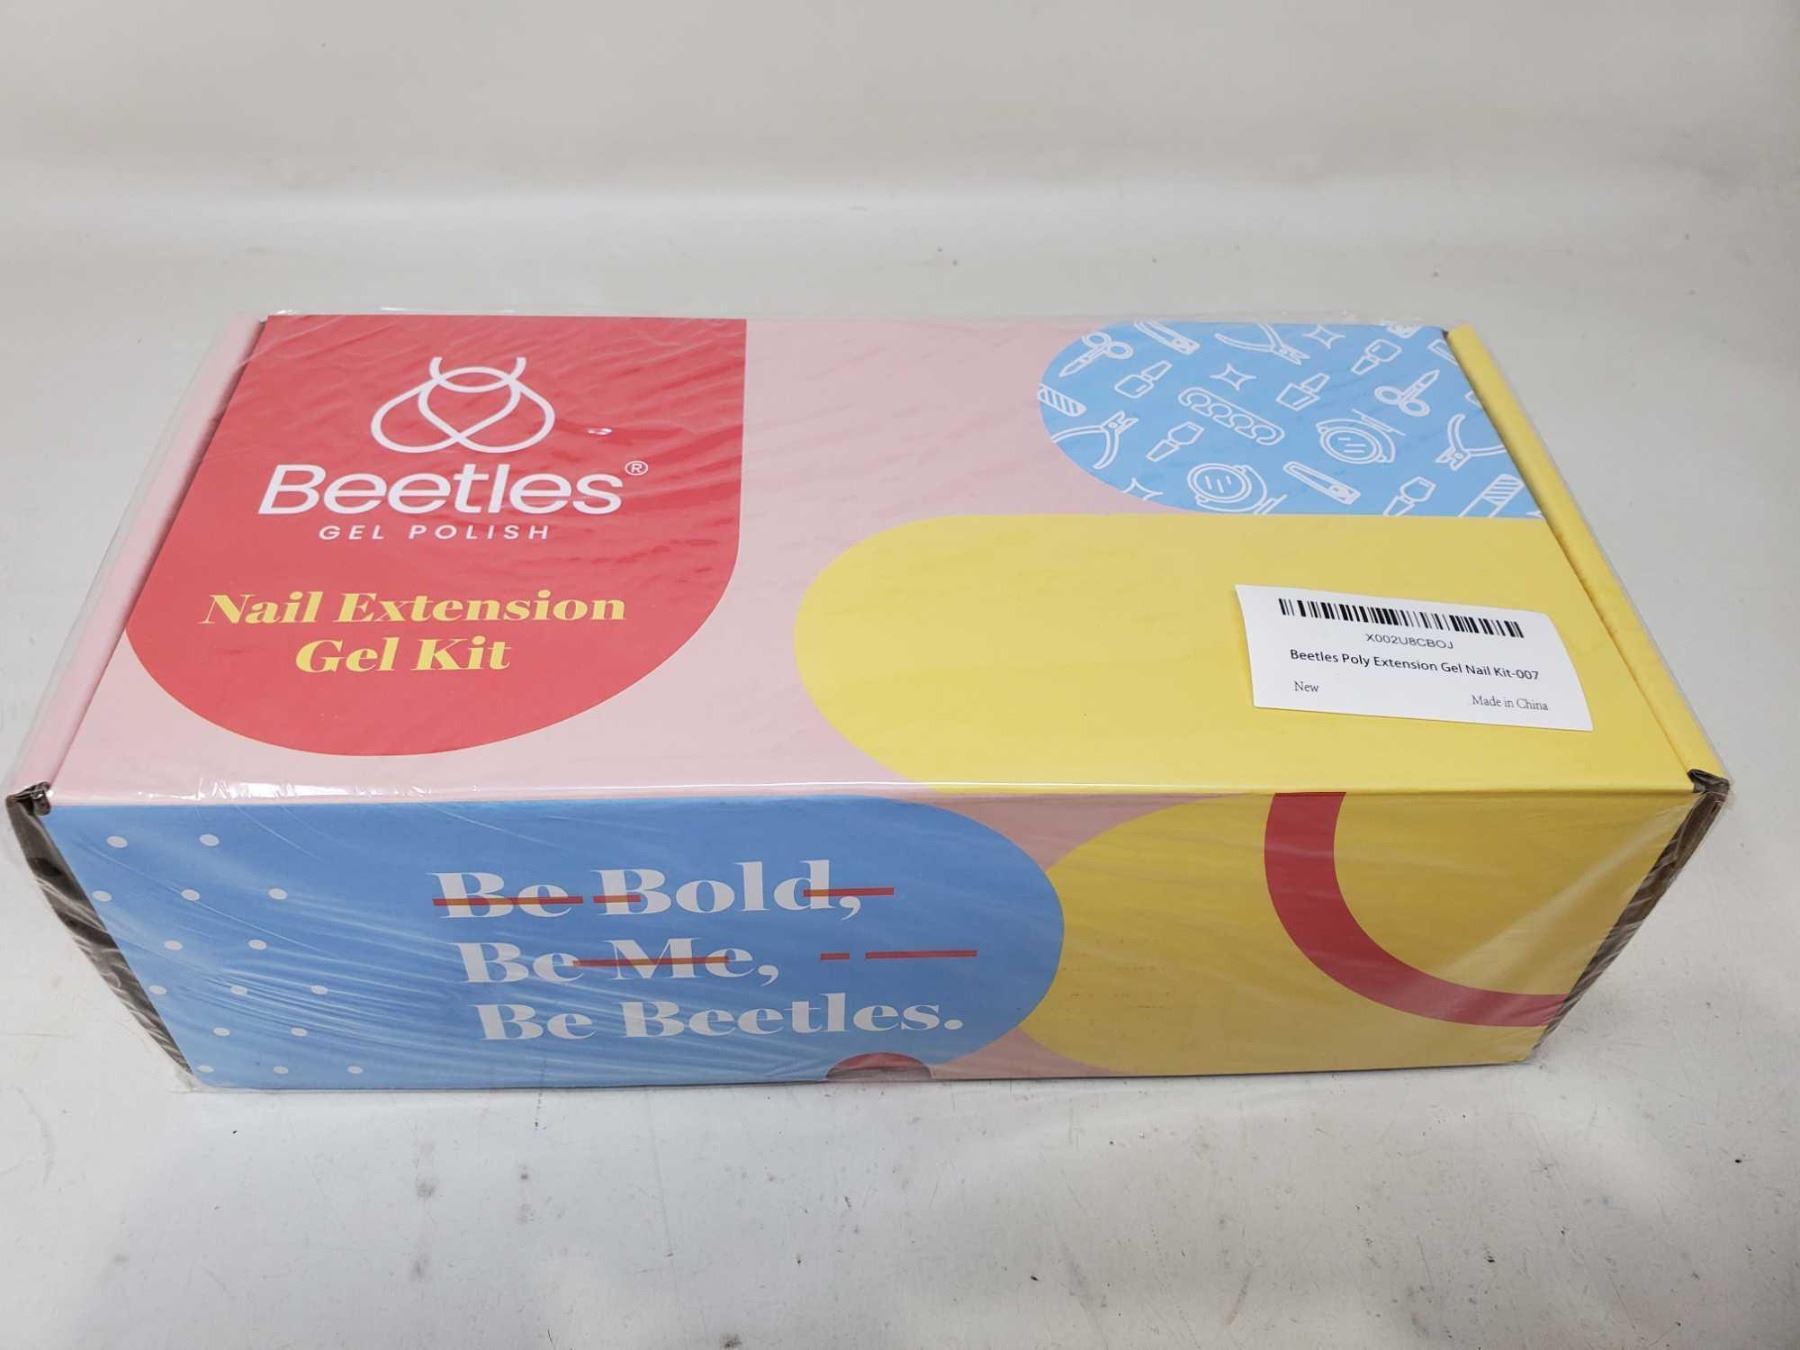 Beetles®
GEL POLISH
Nail Extension
Gel Kit
X002U8CBOJ
Beetles Poly Extension Gel Nail Kit-007
New
Made in China
Be Bold,
Be Me,
Be Beetles.